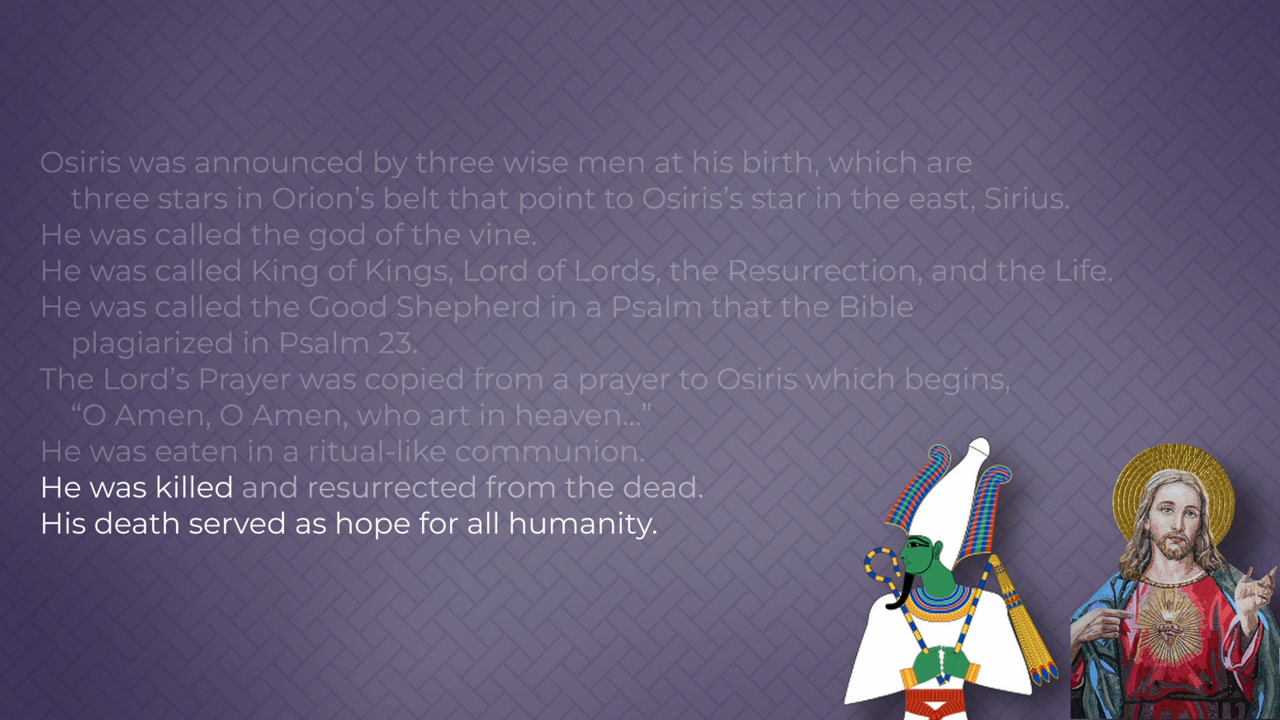 Osiris was announced by three wise men at his birth, which are
three stars in Orion’s belt that point to Osiris’s star in the east, Sirius.
He was called the god of the vine.
He was called King of Kings, Lord of Lords, the Resurrection, and the Life.
He was called the Good Shepherd in a Psalm that the Bible
plagiarized in Psalm 23.
The Lord’s Prayer was copied from a prayer to Osiris which begins,
“O Amen, O Amen, who art in heaven...”
He was eaten in a ritual-like communion.
He was killed and resurrected from the dead.
His death served as hope for all humanity.